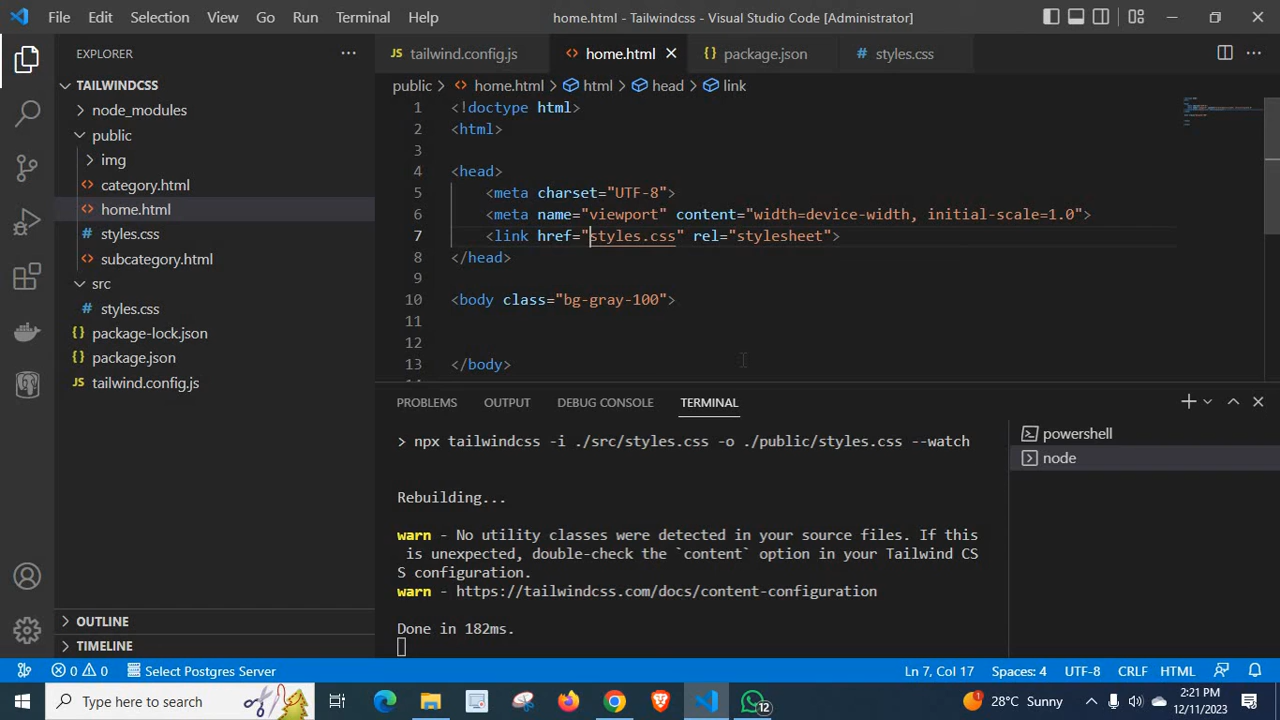 File Edit Selection View Go Run Terminal Help
home.html - Tailwindcss - Visual Studio Code [Administrator]
EXPLORER
TAILWINDCSS
node_modules
public
img
category.html
home.html
styles.css
subcategory.html
src
styles.css
package-lock.json
package.json
tailwind.config.js
OUTLINE
TIMELINE
JS tailwind.config.js
<> home.html
{} package.json
# styles.css
public > <> home.html > html > head > link
1 <!doctype html>
2 <html>
3
4 <head>
5 <meta charset="UTF-8">
6 <meta name="viewport" content="width=device-width, initial-scale=1.0">
7 <link href="styles.css" rel="stylesheet">
8 </head>
9
10 <body class="bg-gray-100">
11
12
13 </body>
PROBLEMS OUTPUT DEBUG CONSOLE TERMINAL
> npx tailwindcss -i ./src/styles.css -o ./public/styles.css --watch
Rebuilding...
warn - No utility classes were detected in your source files. If this
is unexpected, double-check the `content` option in your Tailwind CS
S configuration.
warn - https://tailwindcss.com/docs/content-configuration
Done in 182ms.
powershell
node
0 0 Select Postgres Server
Ln 7, Col 17 Spaces: 4 UTF-8 CRLF HTML
Type here to search
12
28°C Sunny
2:21 PM
12/11/2023